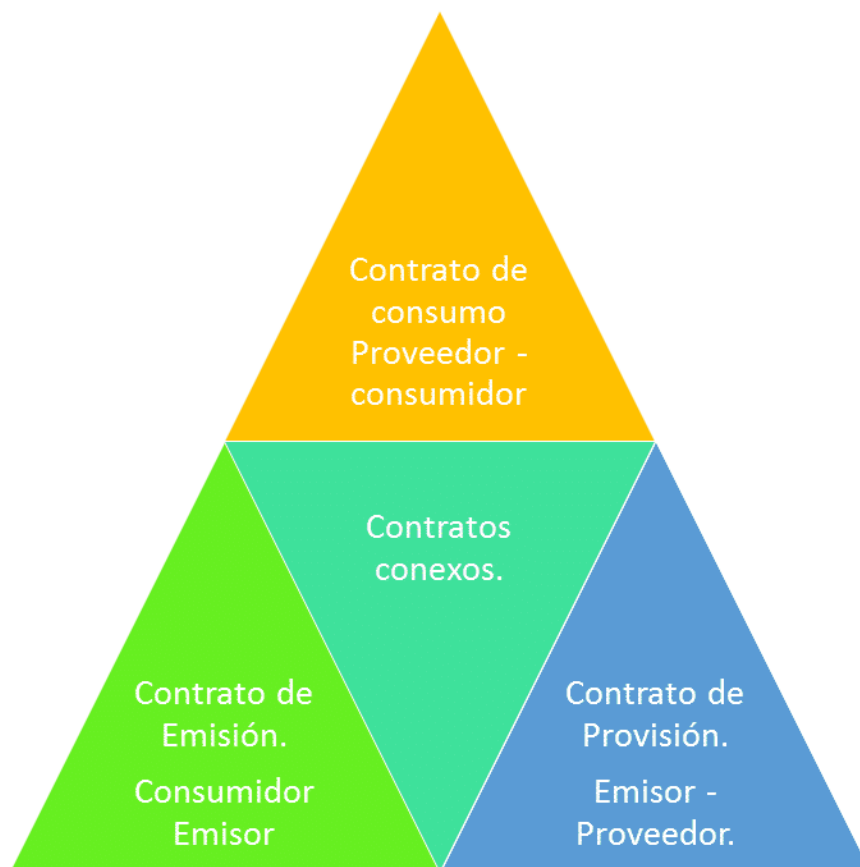 Contrato de
consumo
Proveedor -
consumidor
Contratos
conexos.
Contrato de
Emisión.
Consumidor
Emisor
Contrato de
Provisión.
Emisor -
Proveedor.